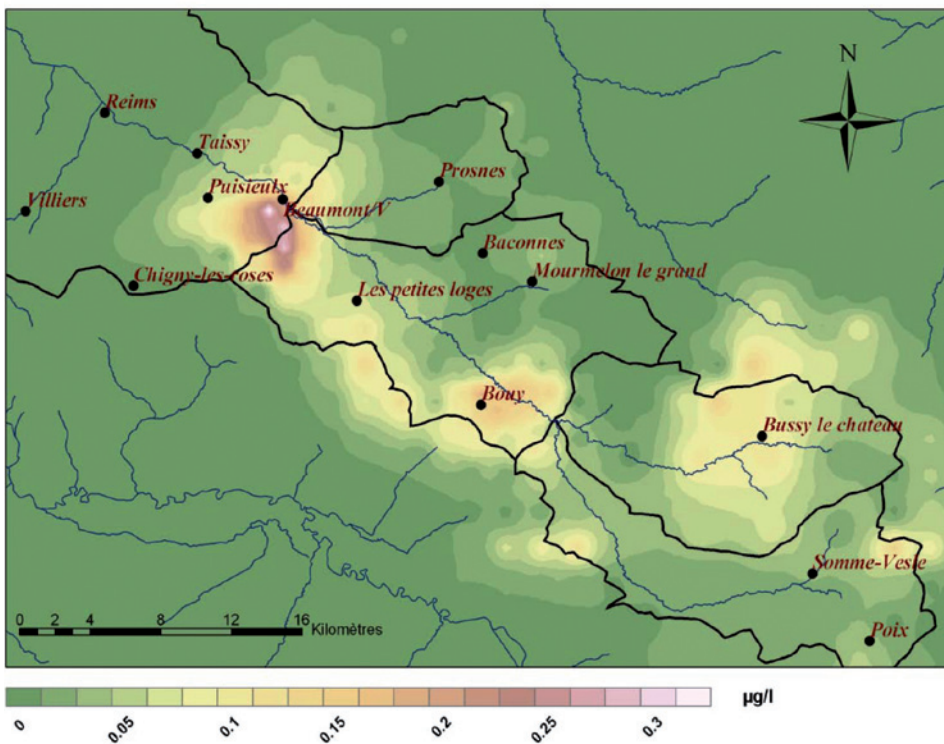 N
Reims
Taissy
Prosnes
Puisieulx
Villiers
Beaumont/V
Baconnes
Mourmelon le grand
Chigny-les-roses
Les petites loges
Bouy
Bussy le chateau
Somme-Vesle
Poix
0 2 4 8 12 16 Kilomètres
0 0.05 0.1 0.15 0.2 0.25 0.3 µg/l